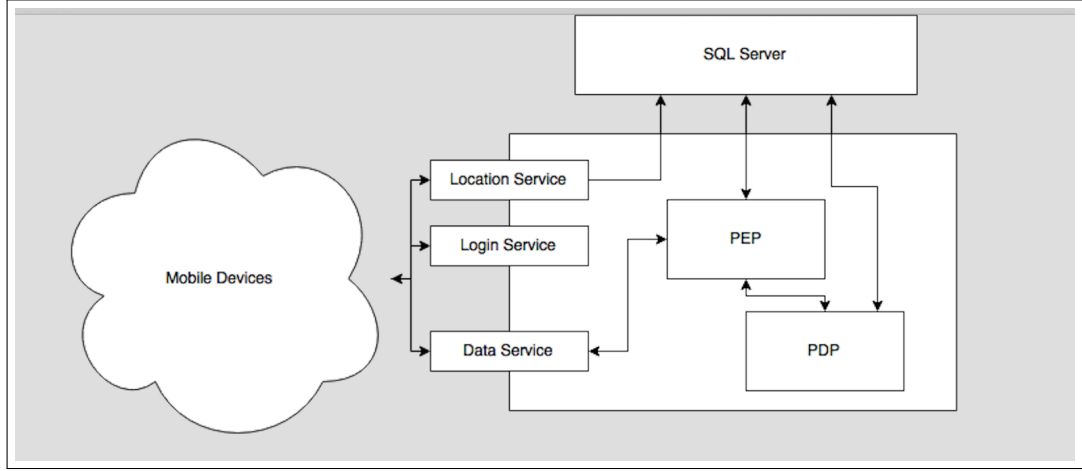 SQL Server
Location Service
Login Service
PEP
Mobile Devices
Data Service
PDP